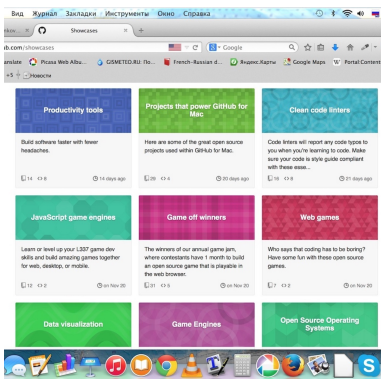 Вид Журнал Закладки Инструменты Окно Справка
Showcases
b.com/showcases
Google
anslate Picasa Web Albu... GISMETEO.RU: По... French–Russian d... Яндекс.Карты Google Maps Portal:Content
+5 Новости
Productivity tools
Build software faster with fewer
headaches.
14 8 14 days ago
Projects that power GitHub for
Mac
Here are some of the great open source
projects used within GitHub for Mac.
29 4 20 days ago
Clean code linters
Code linters will report any code typos to
you when you're learning to code. Make
sure your code is style guide compliant
with these esse...
16 8 21 days ago
JavaScript game engines
Learn or level up your L337 game dev
skills and build amazing games together
for web, desktop, or mobile.
12 2 on Nov 20
Game off winners
The winners of our annual game jam,
where contestants have 1 month to build
an open source game that is playable in
the web browser.
31 5 on Nov 20
Web games
Who says that coding has to be boring?
Have some fun with these open source
games.
7 2 on Nov 20
Data visualization
Game Engines
Open Source Operating
Systems